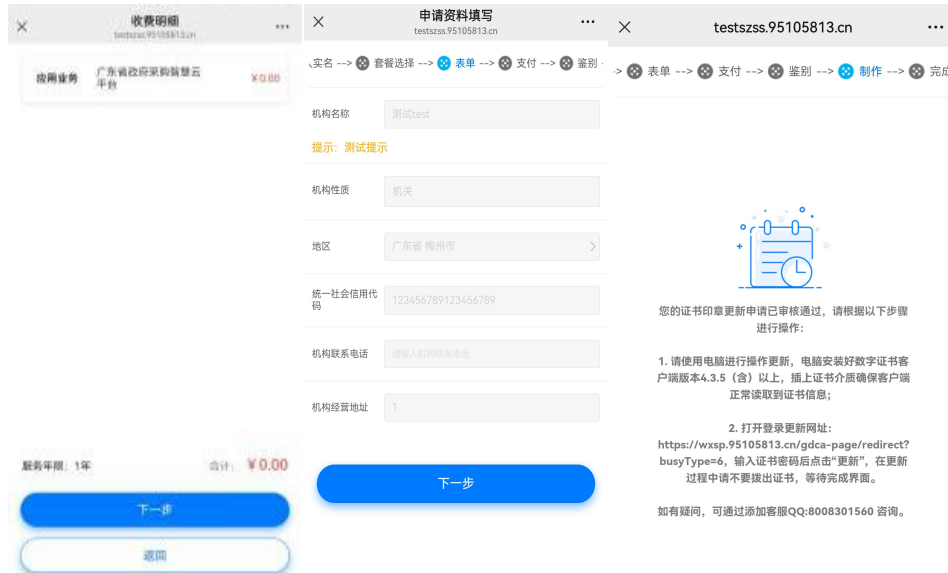 收费明细
testszss.95105813.cn
应用业务
广东省政府采购智慧云
平台
￥0.00
服务年限：1年
合计：
￥0.00
下一步
返回
申请资料填写
testszss.95105813.cn
实名 --> 套餐选择 --> 表单 --> 支付 --> 鉴别
机构名称
测试test
提示：测试提示
机构性质
机关
地区
广东省 梅州市
统一社会信用代
码
123456789123456789
机构联系电话
请输入机构联系电话
机构经营地址
1
下一步
testszss.95105813.cn
-> 表单 --> 支付 --> 鉴别 --> 制作 --> 完成
您的证书印章更新申请已审核通过，请根据以下步骤
进行操作：
1. 请使用电脑进行操作更新，电脑安装好数字证书客
户端版本4.3.5（含）以上，插上证书介质确保客户端
正常读取到证书信息；
2. 打开登录更新网址：
https://wxsp.95105813.cn/gdca-page/redirect?
busyType=6，输入证书密码后点击“更新”，在更新
过程中请不要拨出证书，等待完成界面。
如有疑问，可通过添加客服QQ:8008301560 咨询。